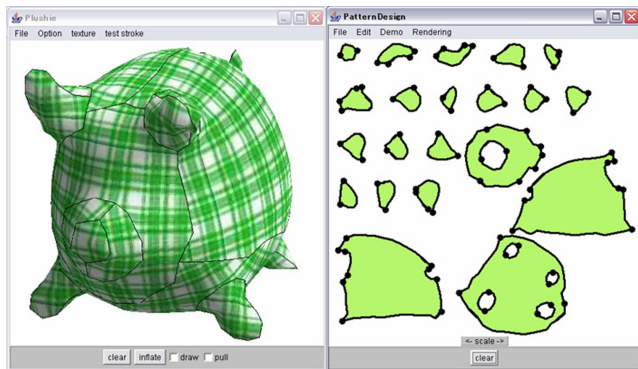 Plushie
File Option texture test stroke
clear inflate draw pull
PatternDesign
File Edit Demo Rendering
<- scale ->
clear